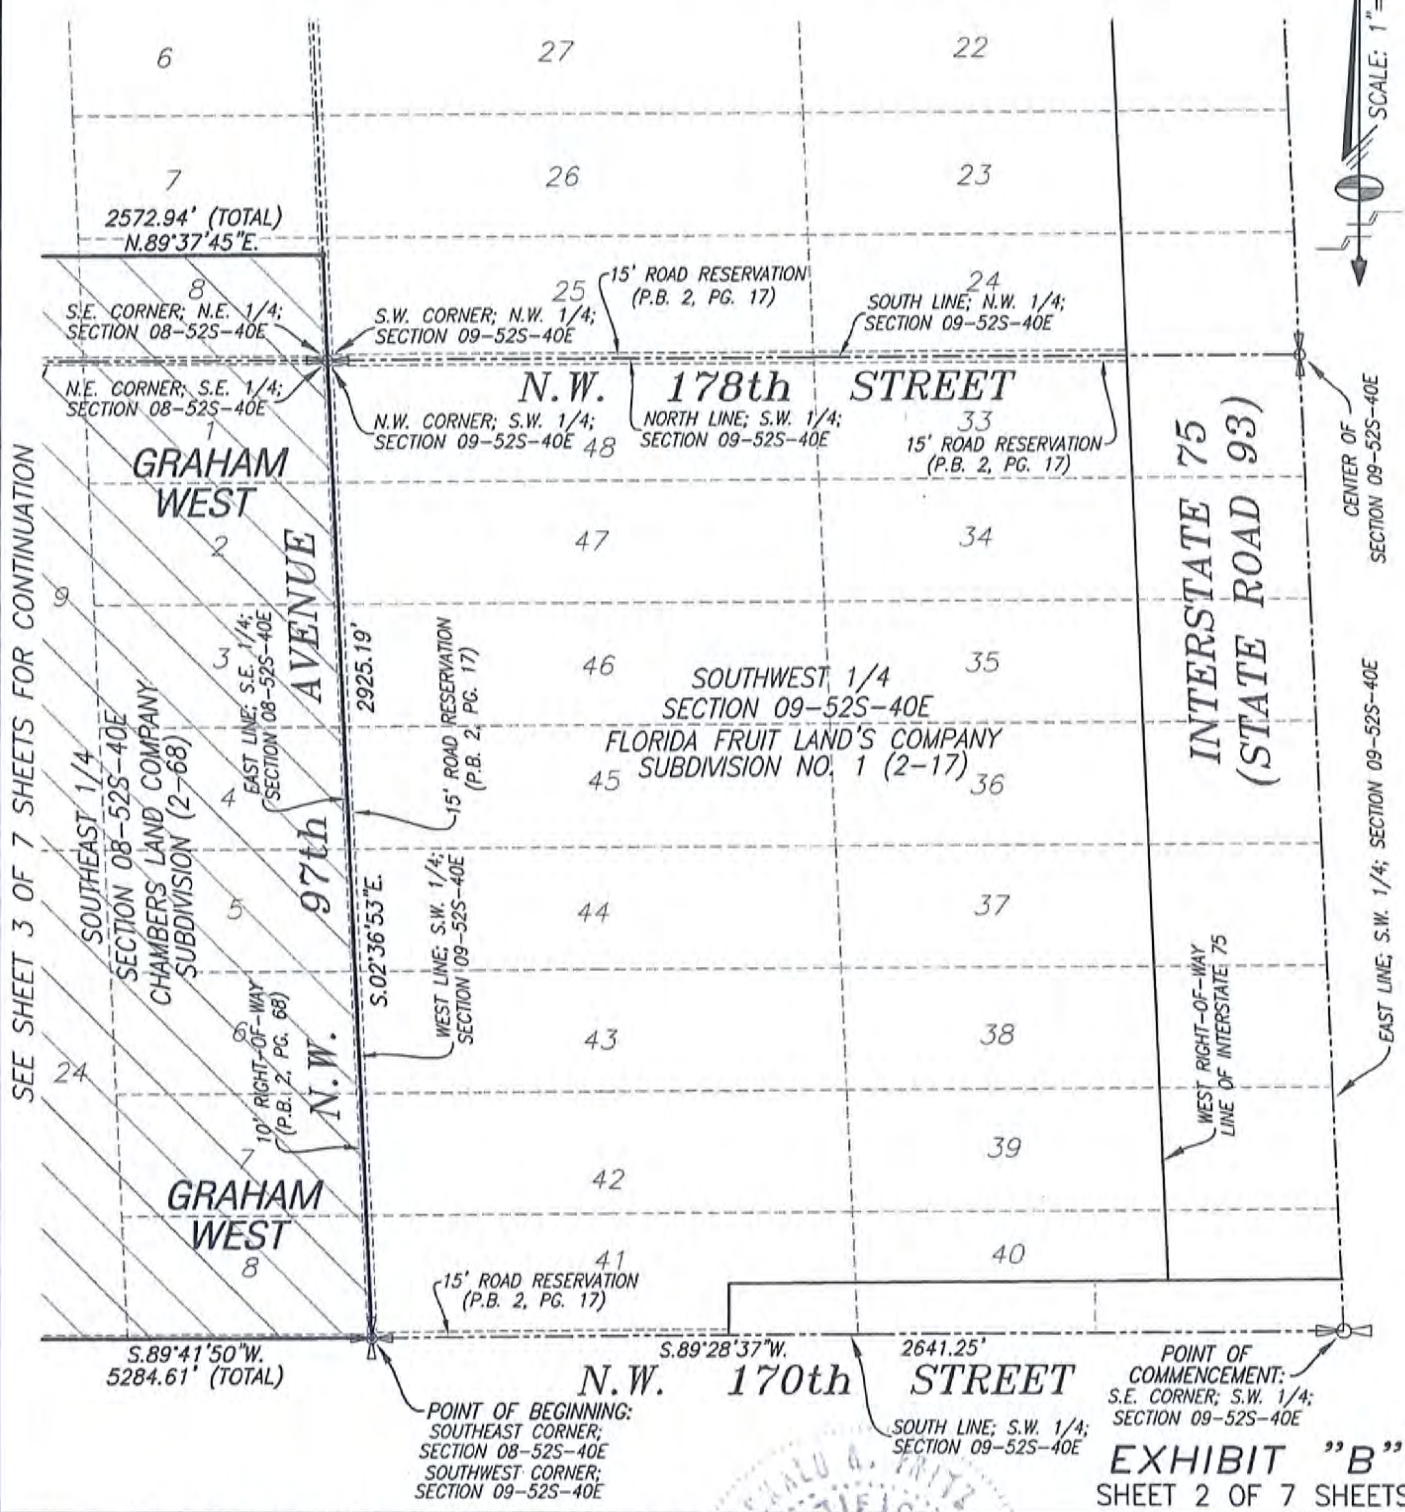 SCALE: 1"=
6
27
22
7
26
23
2572.94' (TOTAL)
N.89°37'45"E.
8
25
24
15' ROAD RESERVATION
(P.B. 2, PG. 17)
S.E. CORNER; N.E. 1/4;
SECTION 08-52S-40E
S.W. CORNER; N.W. 1/4;
SECTION 09-52S-40E
SOUTH LINE; N.W. 1/4;
SECTION 09-52S-40E
N.E. CORNER; S.E. 1/4;
SECTION 08-52S-40E
N.W. 178th STREET
N.W. CORNER; S.W. 1/4;
SECTION 09-52S-40E
NORTH LINE; S.W. 1/4;
SECTION 09-52S-40E
15' ROAD RESERVATION
(P.B. 2, PG. 17)
CENTER OF
SECTION 09-52S-40E
1
48
33
GRAHAM
WEST
2
47
34
9
3
46
35
SEE SHEET 3 OF 7 SHEETS FOR CONTINUATION
EAST LINE; S.E. 1/4;
SECTION 08-52S-40E
N.W. 97th AVENUE
2925.19'
S.02°36'53"E.
15' ROAD RESERVATION
(P.B. 2, PG. 17)
SOUTHWEST 1/4
SECTION 09-52S-40E
FLORIDA FRUIT LAND'S COMPANY
SUBDIVISION NO. 1 (2-17)
INTERSTATE 75
(STATE ROAD 93)
4
45
36
SOUTHEAST 1/4
SECTION 08-52S-40E
CHAMBERS LAND COMPANY
SUBDIVISION (2-68)
5
44
37
WEST LINE; S.W. 1/4;
SECTION 09-52S-40E
EAST LINE; S.W. 1/4; SECTION 09-52S-40E
6
24
43
38
10' RIGHT-OF-WAY
(P.B. 2, PG. 68)
WEST RIGHT-OF-WAY
LINE OF INTERSTATE 75
7
42
39
GRAHAM
WEST
8
41
40
15' ROAD RESERVATION
(P.B. 2, PG. 17)
S.89°41'50"W.
5284.61' (TOTAL)
S.89°28'37"W.
2641.25'
N.W. 170th STREET
POINT OF
COMMENCEMENT:
S.E. CORNER; S.W. 1/4;
SECTION 09-52S-40E
POINT OF BEGINNING:
SOUTHEAST CORNER;
SECTION 08-52S-40E
SOUTHWEST CORNER;
SECTION 09-52S-40E
SOUTH LINE; S.W. 1/4;
SECTION 09-52S-40E
EXHIBIT "B"
SHEET 2 OF 7 SHEETS